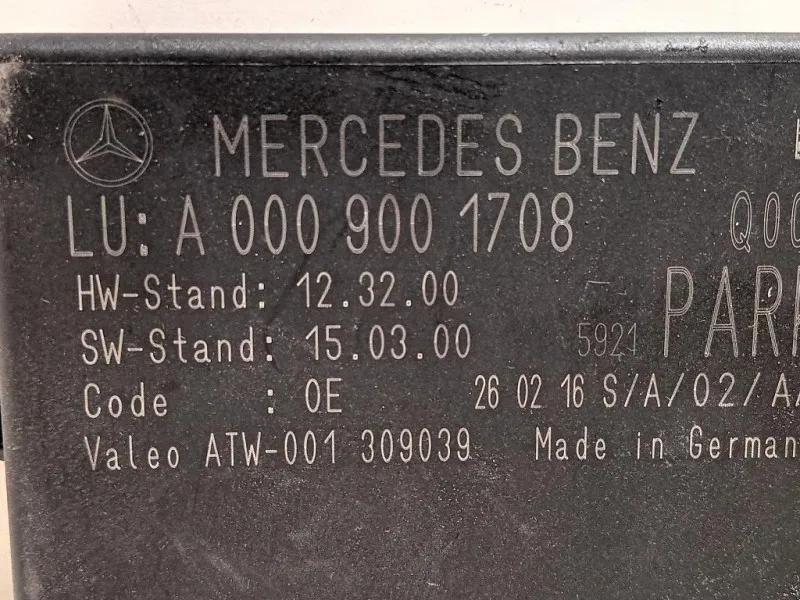 MERCEDES BENZ
LU: A 000 900 1708
HW-Stand: 12.32.00
SW-Stand: 15.03.00 5921
Code : 0E 26 02 16 S/A/02/A
Valeo ATW-001 309039 Made in German